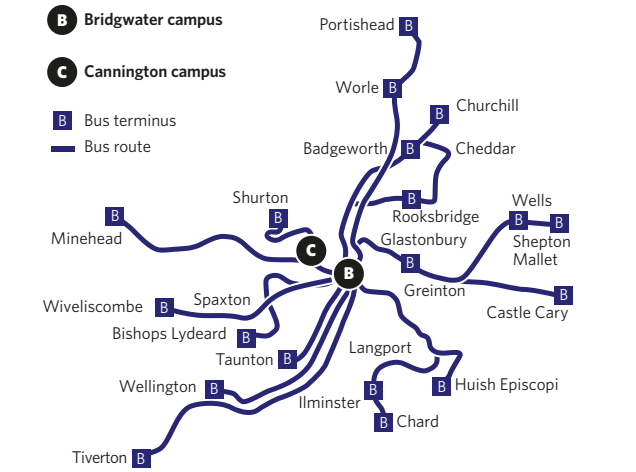 B Bridgwater campus
C Cannington campus
B Bus terminus
Bus route
Portishead B
Worle B
B Churchill
Badgeworth B
Cheddar
B
Rooksbridge
Shurton
B
B
Minehead
C
B
Wells
B B
Shepton
Mallet
Glastonbury
B
Greinton
B
Castle Cary
Wiveliscombe B
Spaxton
Bishops Lydeard B
Taunton B
Langport
Wellington B
Ilminster B
B Huish Episcopi
B Chard
Tiverton B